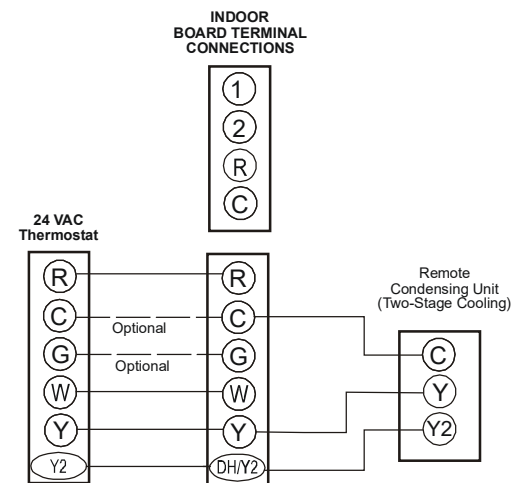 INDOOR
BOARD TERMINAL
CONNECTIONS
1
2
R
C
24 VAC
Thermostat
R
C
G
W
Y
Y2
Optional
Optional
R
C
G
W
Y
DH/Y2
Remote
Condensing Unit
(Two-Stage Cooling)
C
Y
Y2